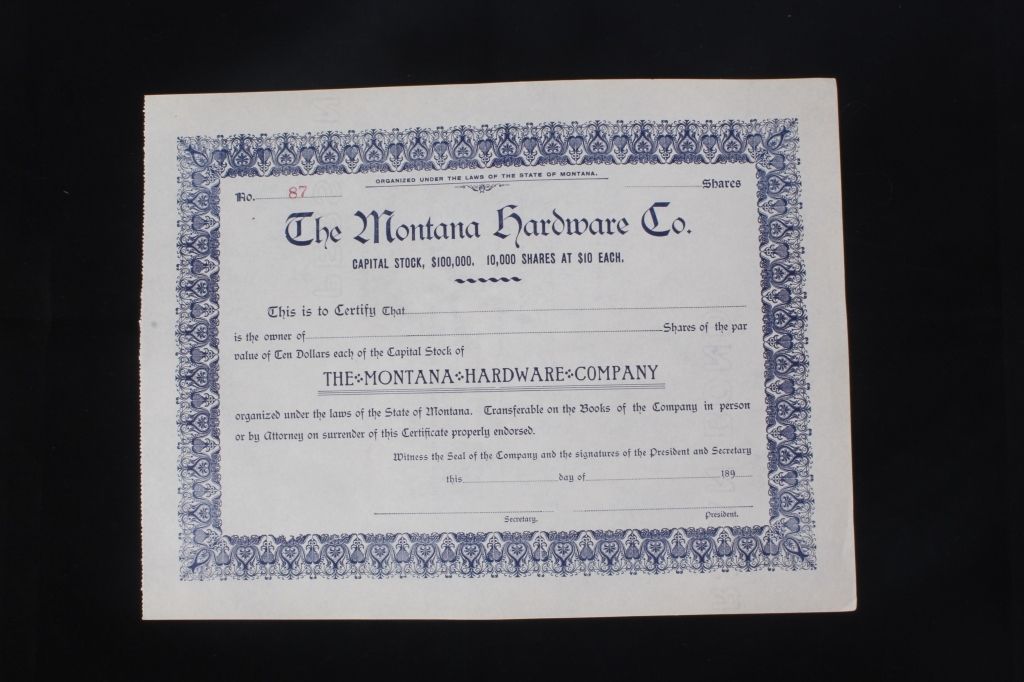 ORGANIZED UNDER THE LAWS OF THE STATE OF MONTANA.
No. 87 Shares
The Montana Hardware Co.
CAPITAL STOCK, $100,000. 10,000 SHARES AT $10 EACH.
This is to Certify That
is the owner of Shares of the par
value of Ten Dollars each of the Capital Stock of
THE MONTANA HARDWARE COMPANY
organized under the laws of the State of Montana. Transferable on the Books of the Company in person
or by Attorney on surrender of this Certificate properly endorsed.
Witness the Seal of the Company and the signatures of the President and Secretary
this day of 189
Secretary. President.